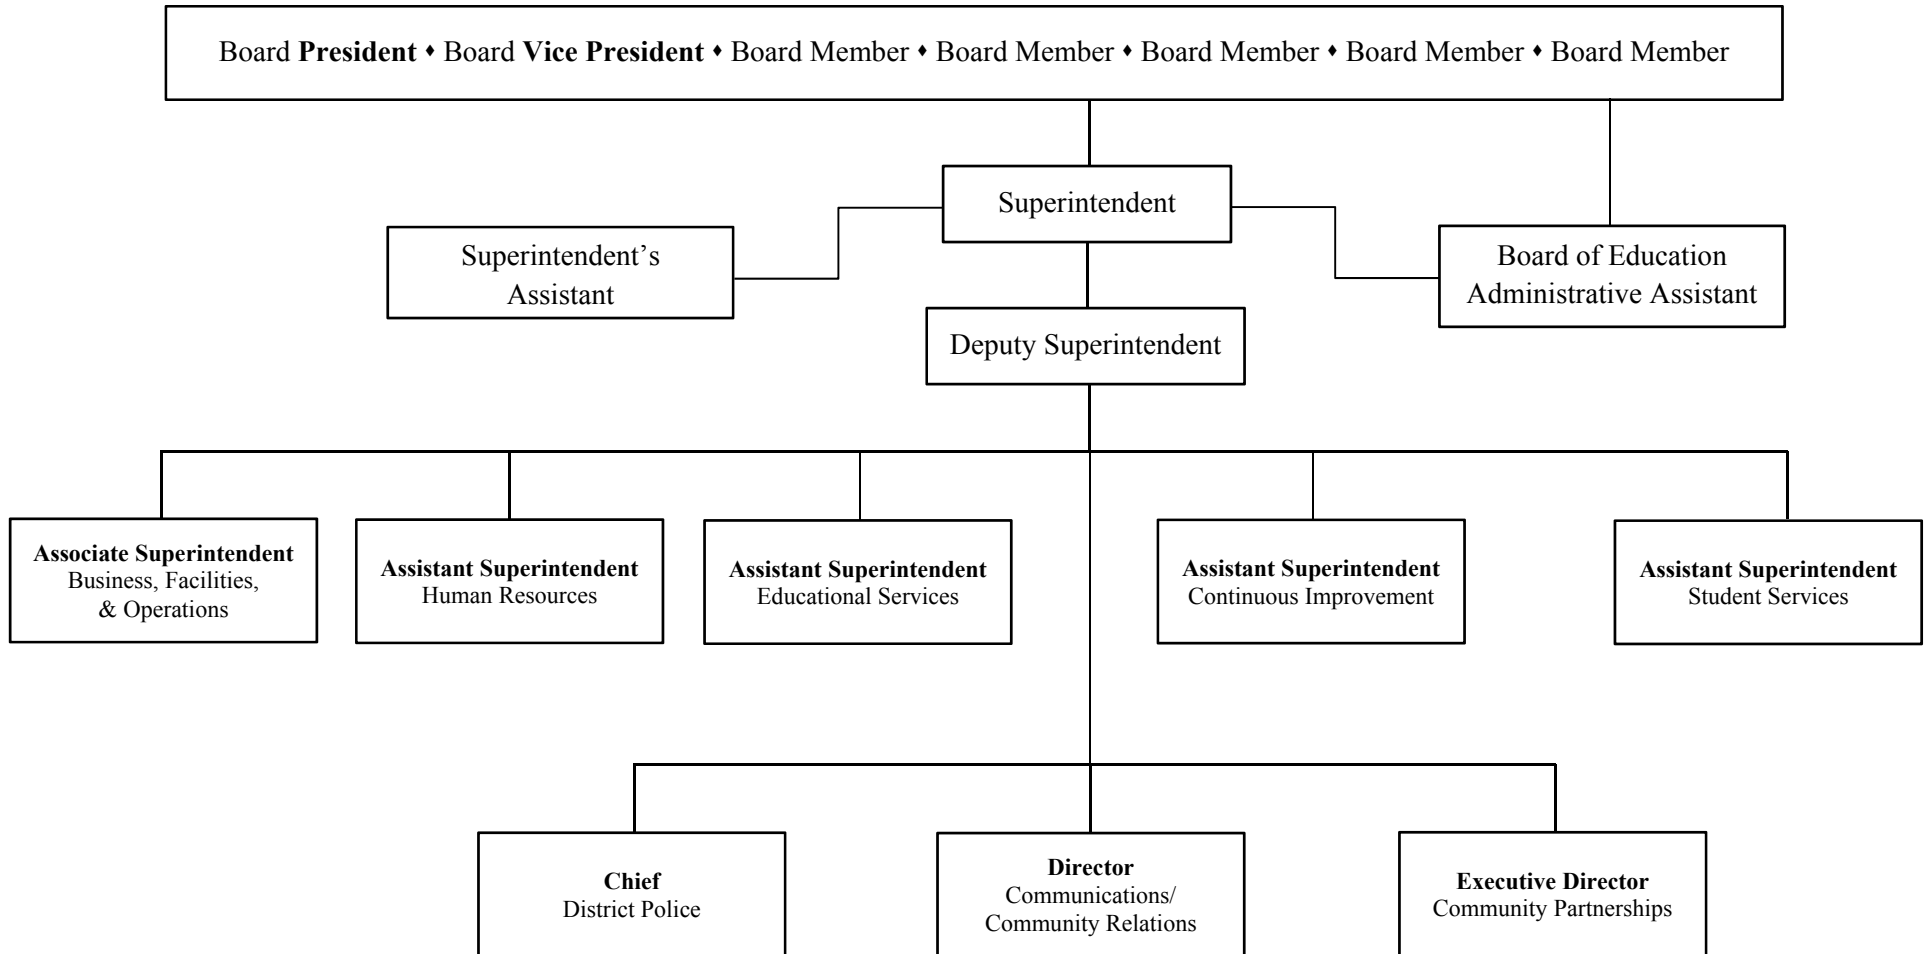 Board President ♦ Board Vice President ♦ Board Member ♦ Board Member ♦ Board Member ♦ Board Member ♦ Board Member
Superintendent
Superintendent’s
Assistant
Board of Education
Administrative Assistant
Deputy Superintendent
Associate Superintendent
Business, Facilities,
& Operations
Assistant Superintendent
Human Resources
Assistant Superintendent
Educational Services
Assistant Superintendent
Continuous Improvement
Assistant Superintendent
Student Services
Chief
District Police
Director
Communications/
Community Relations
Executive Director
Community Partnerships